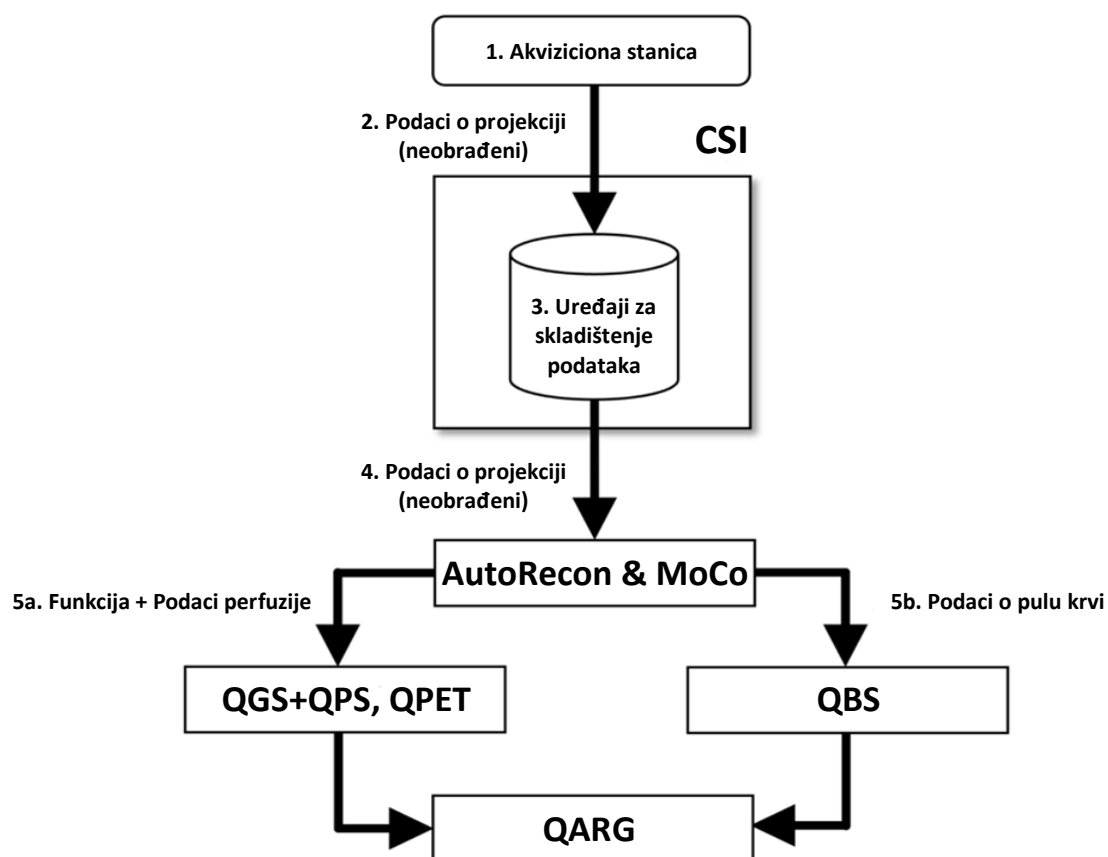 1. Akviziciona stanica
2. Podaci o projekciji
(neobrađeni)
CSI
3. Uređaji za
skladištenje
podataka
4. Podaci o projekciji
(neobrađeni)
AutoRecon & MoCo
5a. Funkcija + Podaci perfuzije
5b. Podaci o pulu krvi
QGS+QPS, QPET
QBS
QARG